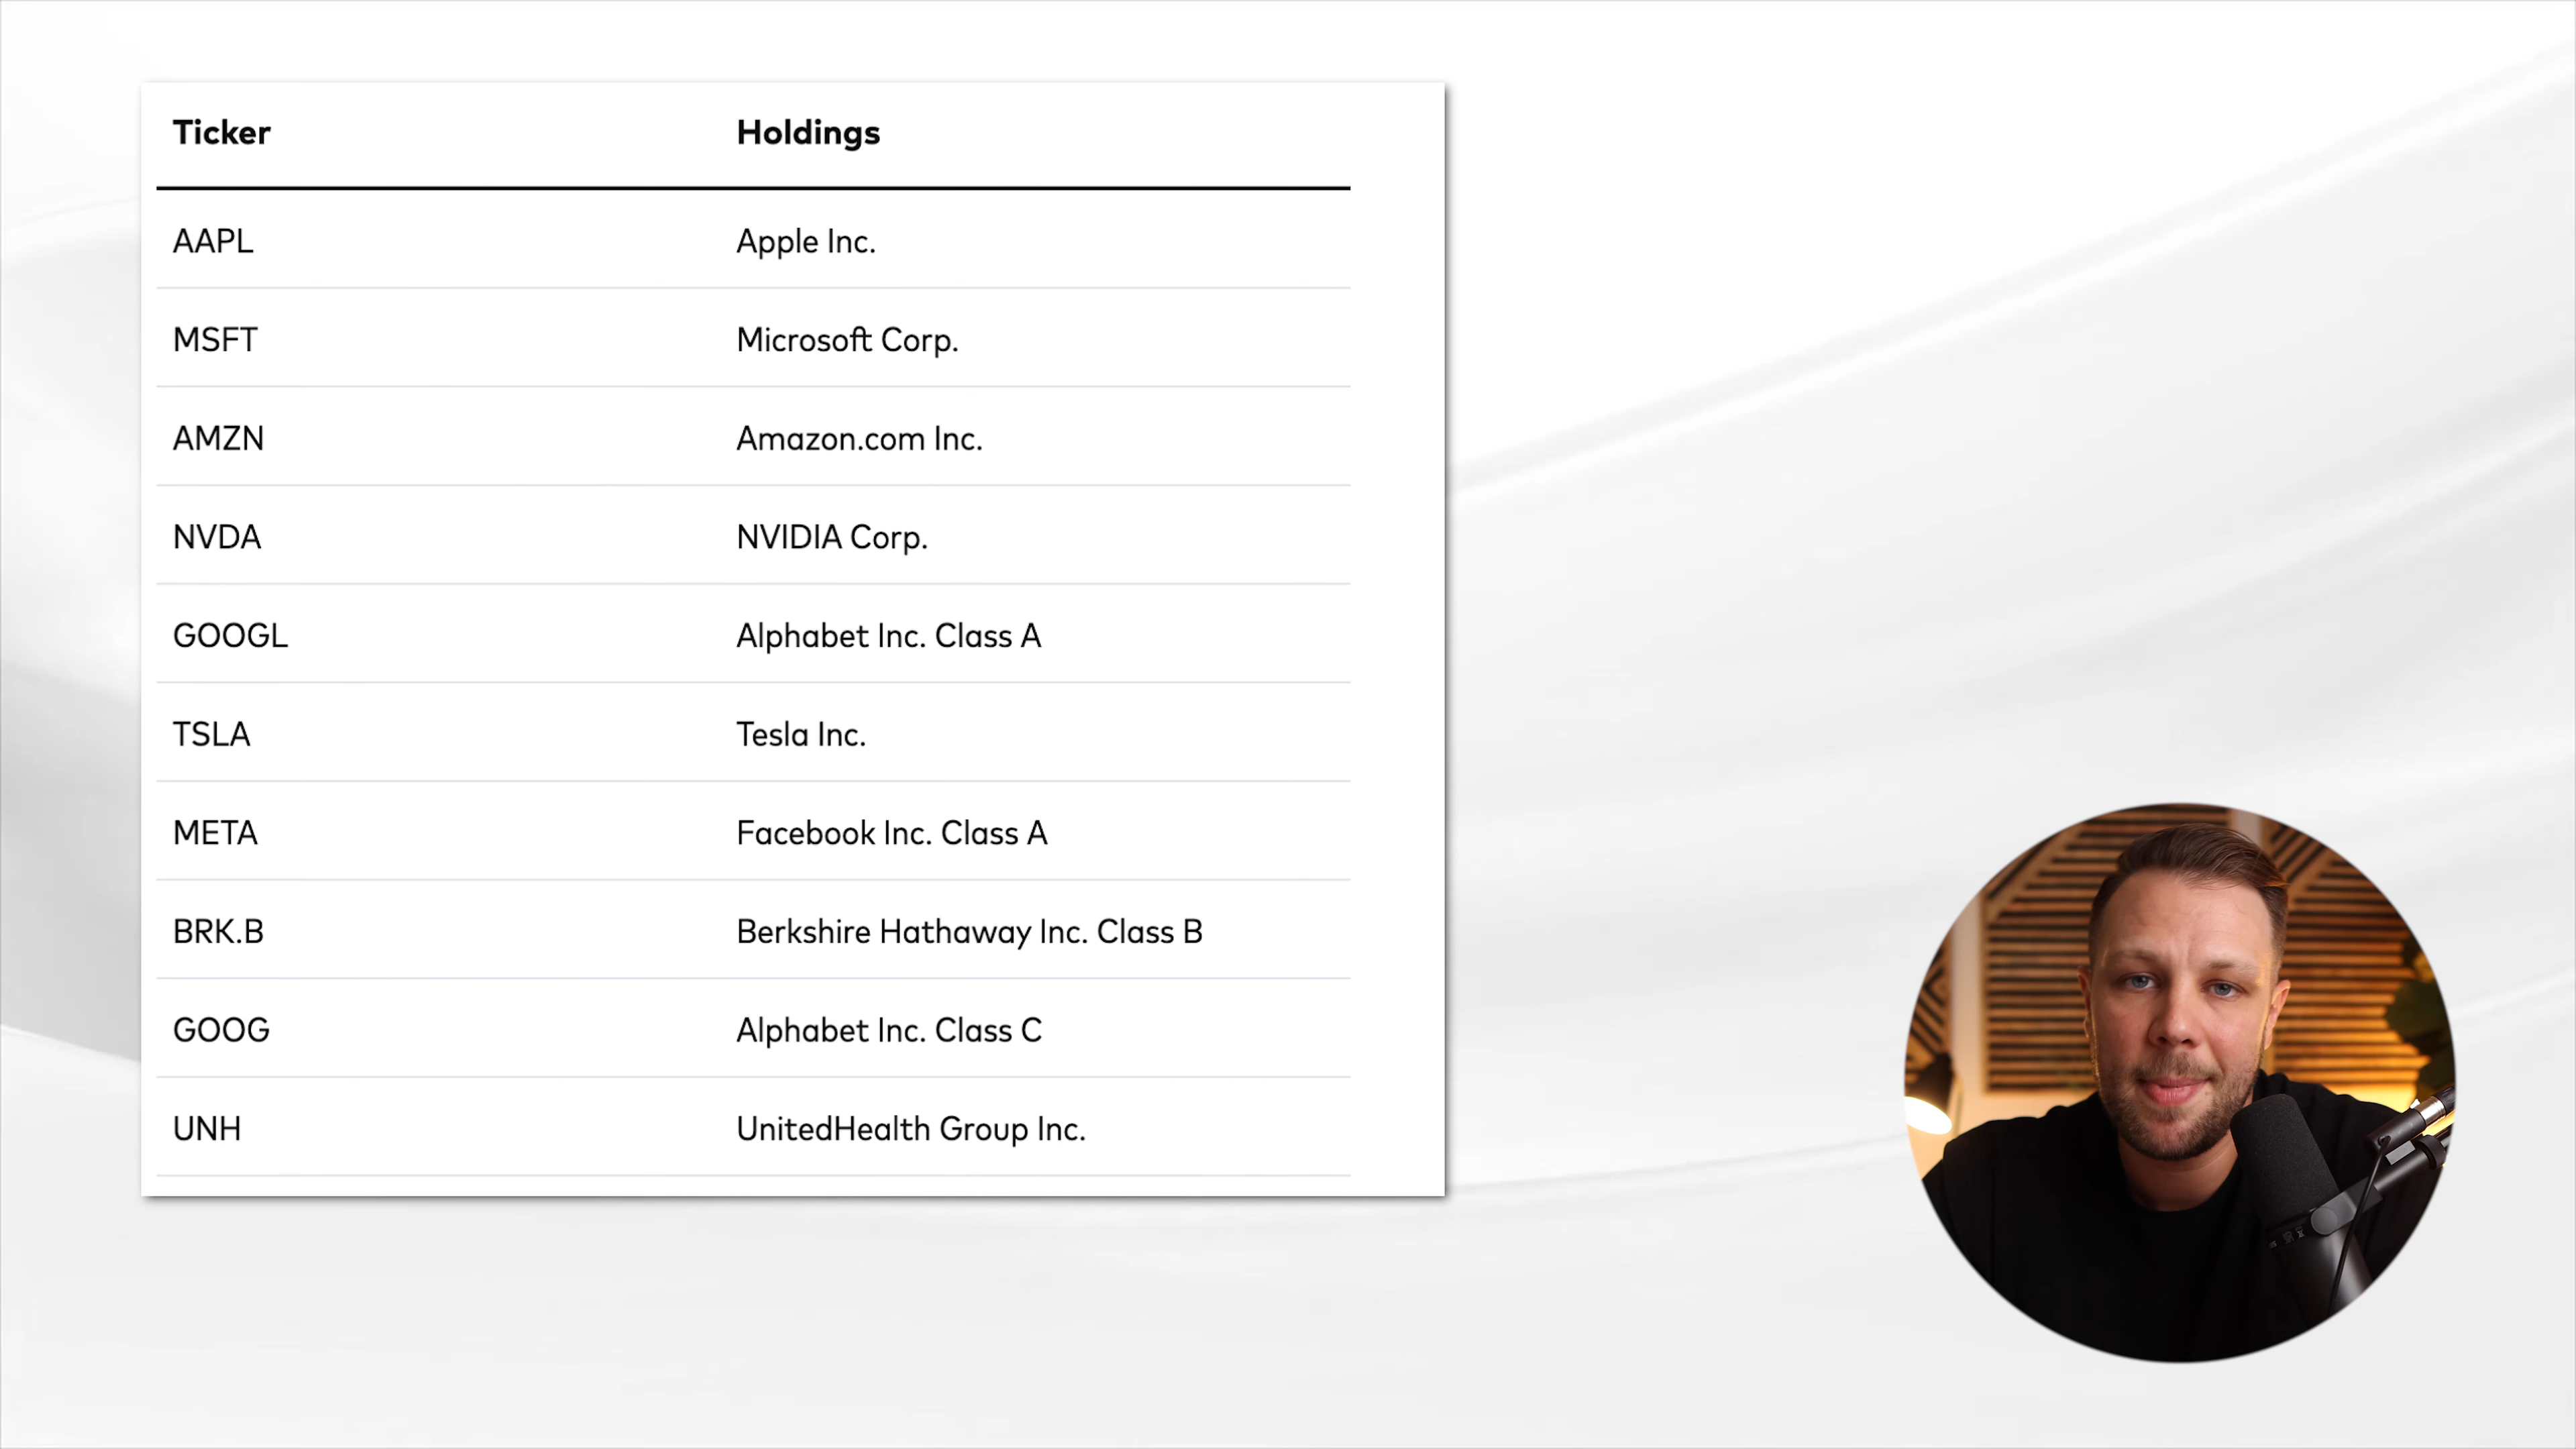 Ticker Holdings
AAPL Apple Inc.
MSFT Microsoft Corp.
AMZN Amazon.com Inc.
NVDA NVIDIA Corp.
GOOGL Alphabet Inc. Class A
TSLA Tesla Inc.
META Facebook Inc. Class A
BRK.B Berkshire Hathaway Inc. Class B
GOOG Alphabet Inc. Class C
UNH UnitedHealth Group Inc.